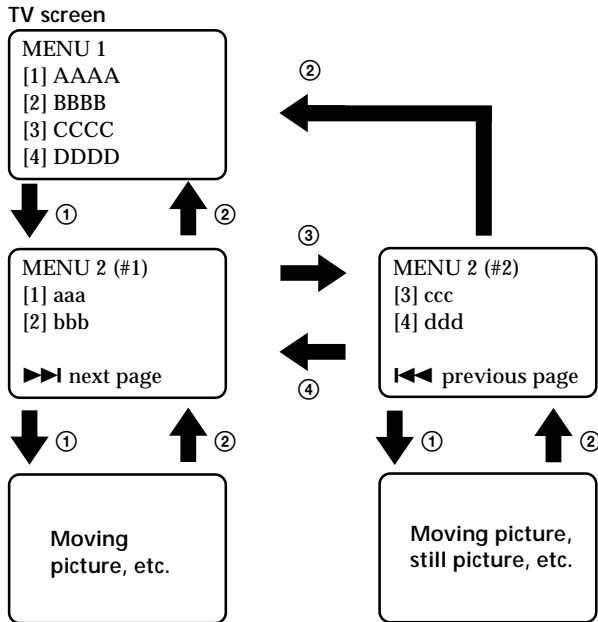 TV screen
MENU 1
[1] AAAA
[2] BBBB
[3] CCCC
[4] DDDD
②
① ②
③
MENU 2 (#1)
[1] aaa
[2] bbb
▶▶I next page
MENU 2 (#2)
[3] ccc
[4] ddd
I◀◀ previous page
④
① ②
① ②
Moving
picture, etc.
Moving picture,
still picture, etc.